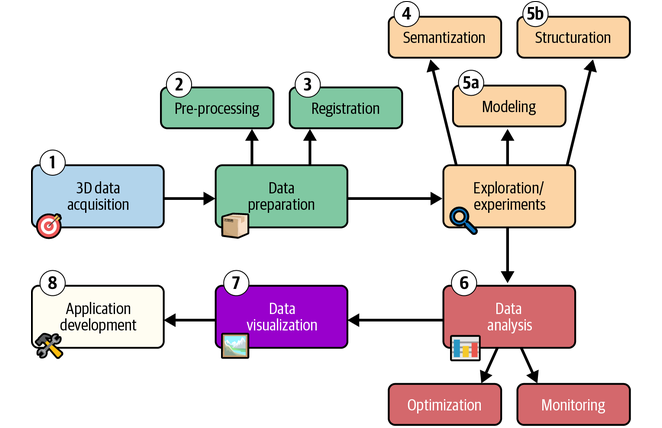 4
Semantization
5b
Structuration
2
Pre-processing
3
Registration
5a
Modeling
1
3D data
acquisition
Data
preparation
Exploration/
experiments
8
Application
development
7
Data
visualization
6
Data
analysis
Optimization
Monitoring